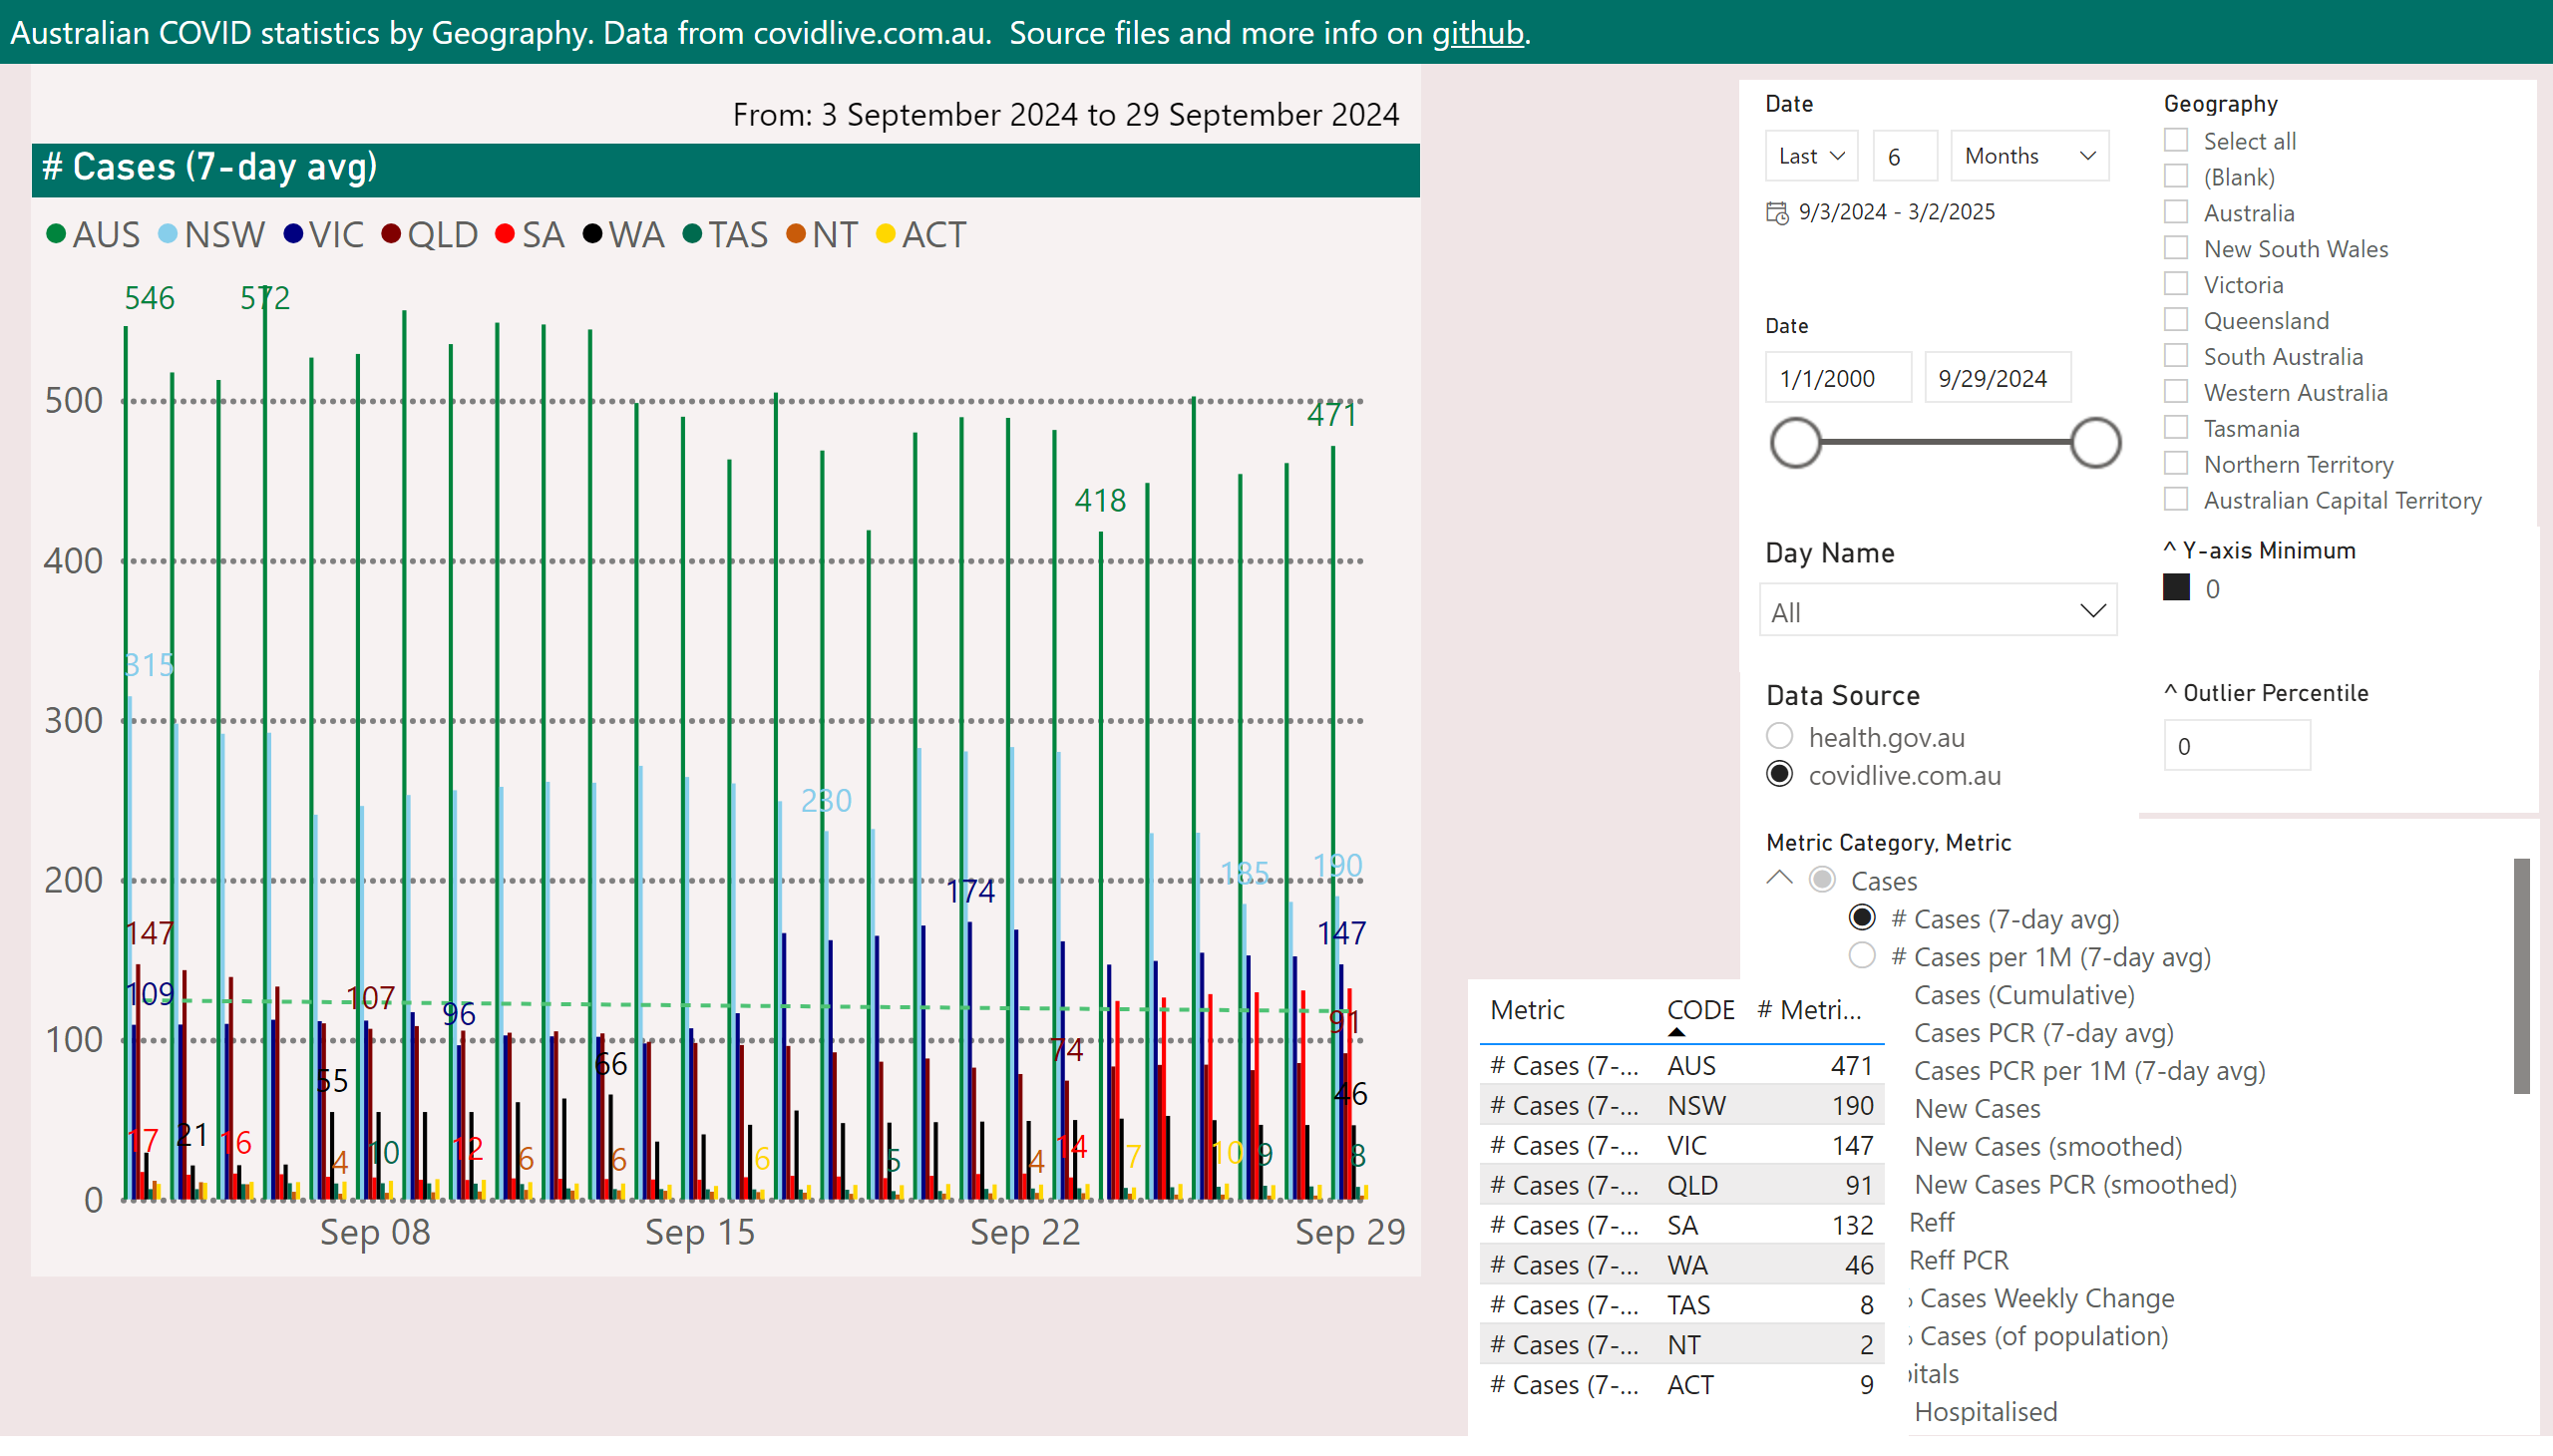 Australian COVID statistics by Geography. Data from covidlive.com.au.  Source files and more info on github.
From: 3 September 2024 to 29 September 2024
# Cases (7-day avg)
AUS NSW VIC QLD SA WA TAS NT ACT
546 572
500
471
418
400
315
300
230
185 190
200
174
147 147
109 107 96
91
100
74
66
55
46
17 21 16 4 10 12 6 6 6 5 4 14 7 10 9 8
0
Sep 08 Sep 15 Sep 22 Sep 29
Date
Last 6 Months
9/3/2024 - 3/2/2025
Date
1/1/2000 9/29/2024
Day Name
All
Data Source
health.gov.au
covidlive.com.au
Geography
Select all
(Blank)
Australia
New South Wales
Victoria
Queensland
South Australia
Western Australia
Tasmania
Northern Territory
Australian Capital Territory
^ Y-axis Minimum
0
^ Outlier Percentile
0
Metric Category, Metric
Cases
# Cases (7-day avg)
# Cases per 1M (7-day avg)
Cases (Cumulative)
Cases PCR (7-day avg)
Cases PCR per 1M (7-day avg)
New Cases
New Cases (smoothed)
New Cases PCR (smoothed)
Reff
Reff PCR
Cases Weekly Change
Cases (of population)
Hospitalised
Metric CODE # Metri...
# Cases (7-... AUS 471
# Cases (7-... NSW 190
# Cases (7-... VIC 147
# Cases (7-... QLD 91
# Cases (7-... SA 132
# Cases (7-... WA 46
# Cases (7-... TAS 8
# Cases (7-... NT 2
# Cases (7-... ACT 9